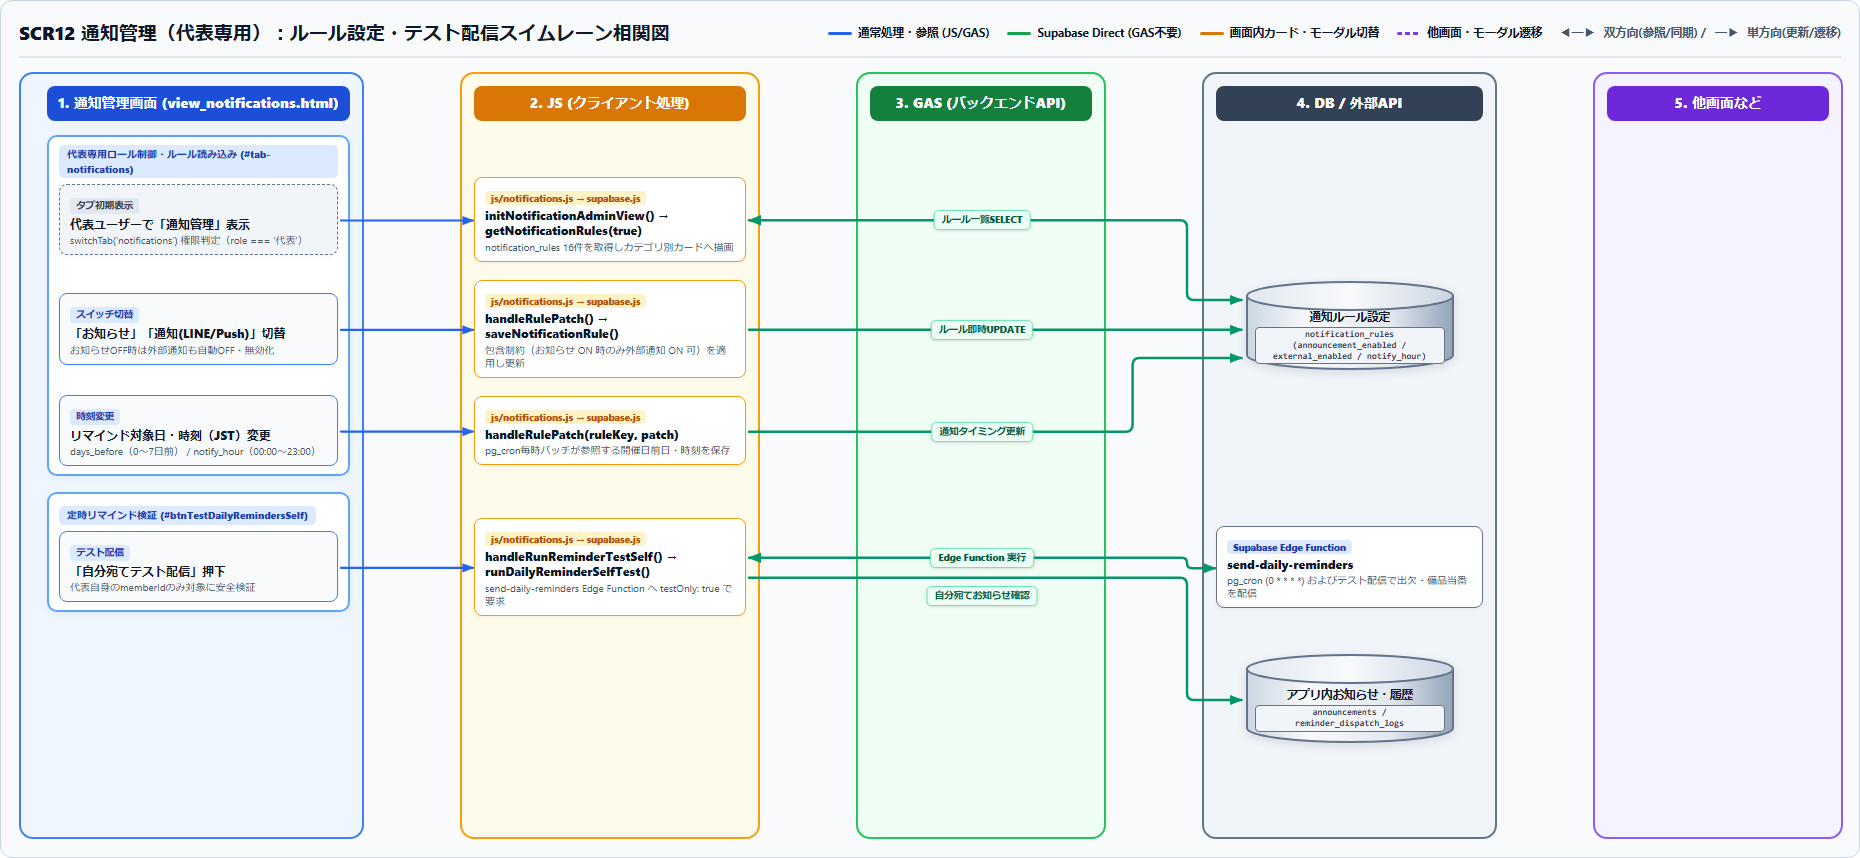 SCR12 通知管理（代表専用）：ルール設定・テスト配信スイムレーン相関図
通常処理・参照 (JS/GAS)
Supabase Direct (GAS不要)
画面内カード・モーダル切替
他画面・モーダル遷移
◀─▶ 双方向(参照/同期) / ─▶ 単方向(更新/遷移)
1. 通知管理画面 (view_notifications.html)
代表専用ロール制御・ルール読み込み (#tab-
notifications)
タブ初期表示
代表ユーザーで「通知管理」表示
switchTab('notifications') 権限判定（role === '代表'）
スイッチ切替
「お知らせ」「通知(LINE/Push)」切替
お知らせOFF時は外部通知も自動OFF・無効化
時刻変更
リマインド対象日・時刻（JST）変更
days_before（0〜7日前） / notify_hour（00:00〜23:00）
定時リマインド検証 (#btnTestDailyRemindersSelf)
テスト配信
「自分宛てテスト配信」押下
代表自身のmemberIdのみ対象に安全検証
2. JS (クライアント処理)
js/notifications.js → supabase.js
initNotificationAdminView() →
getNotificationRules(true)
notification_rules 16件を取得しカテゴリ別カードへ描画
js/notifications.js → supabase.js
handleRulePatch() →
saveNotificationRule()
包含制約（お知らせ ON 時のみ外部通知 ON 可）を適
用し更新
js/notifications.js → supabase.js
handleRulePatch(ruleKey, patch)
pg_cron毎時バッチが参照する開催日前日・時刻を保存
js/notifications.js → supabase.js
handleRunReminderTestSelf() →
runDailyReminderSelfTest()
send-daily-reminders Edge Function へ testOnly: true で
要求
3. GAS (バックエンドAPI)
ルール一覧SELECT
ルール即時UPDATE
通知タイミング更新
Edge Function 実行
自分宛てお知らせ確認
4. DB / 外部API
通知ルール設定
notification_rules
(announcement_enabled /
external_enabled / notify_hour)
Supabase Edge Function
send-daily-reminders
pg_cron (0 * * * *) およびテスト配信で出欠・備品当番
を配信
アプリ内お知らせ・履歴
announcements /
reminder_dispatch_logs
5. 他画面など